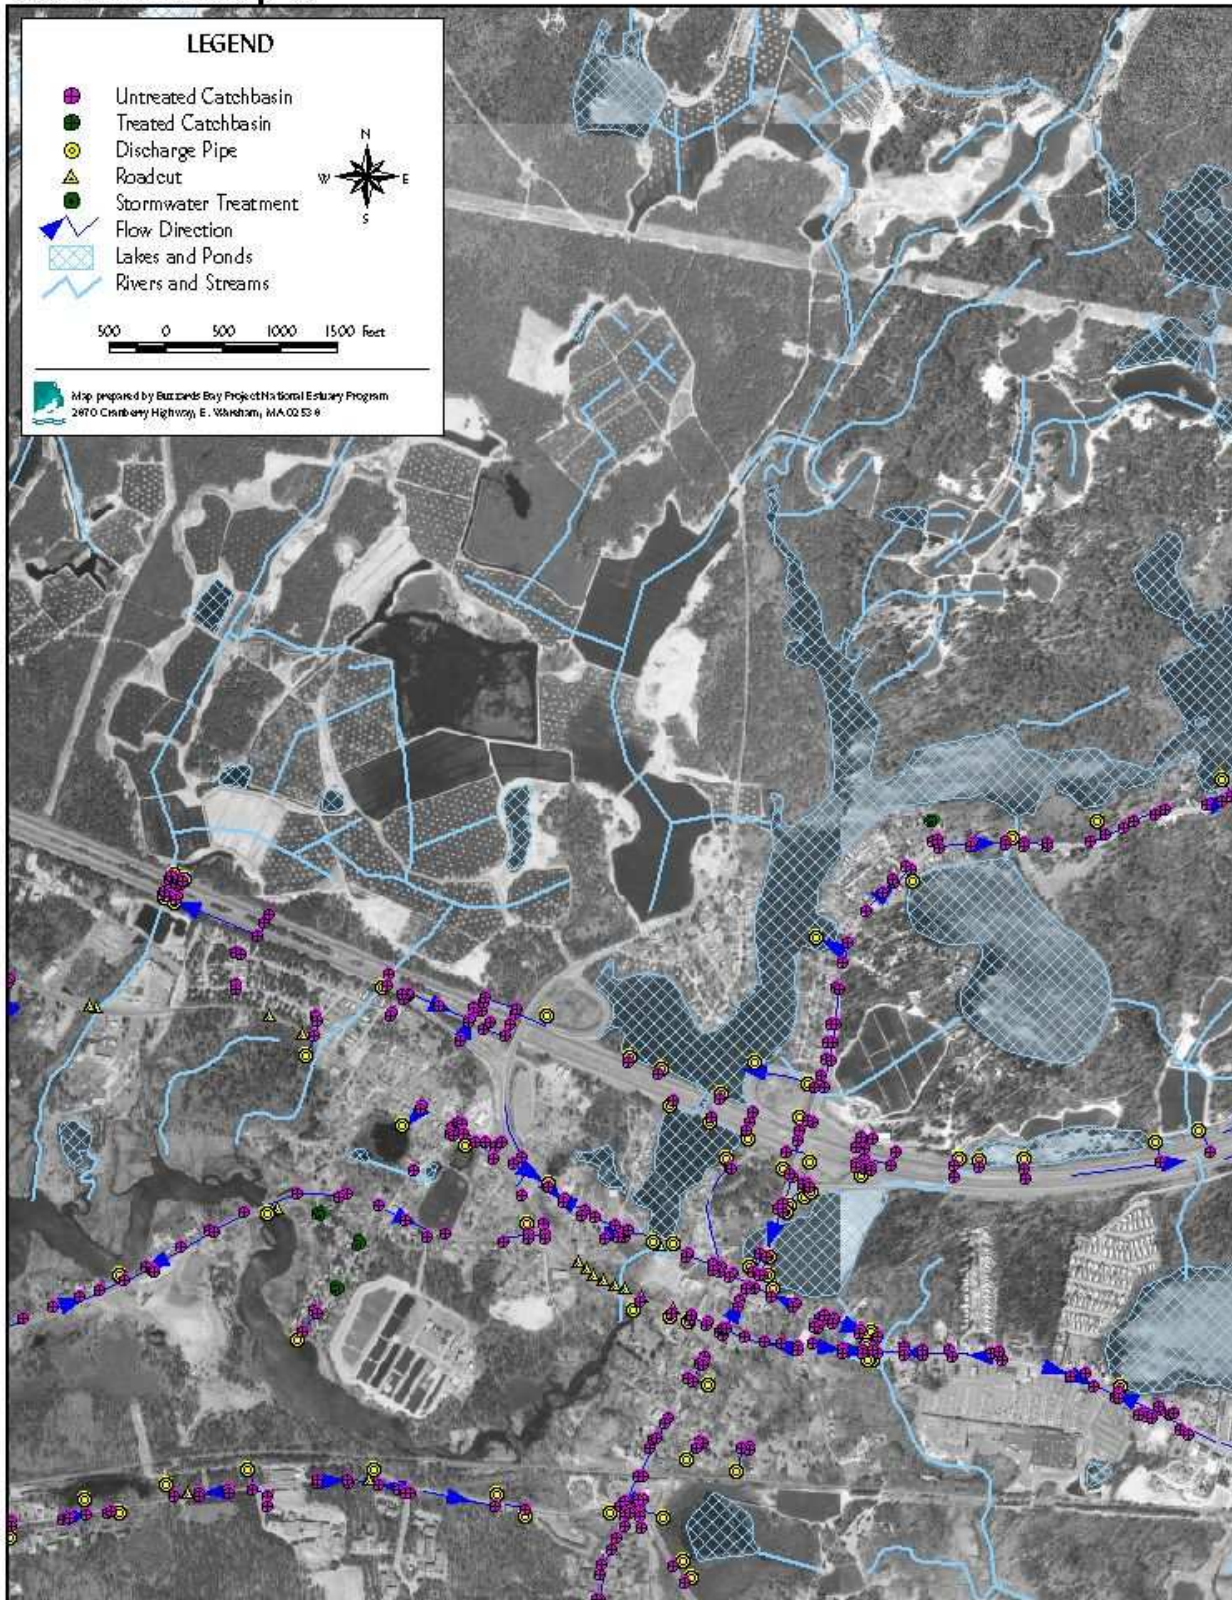 LEGEND
Untreated Catchbasin
Treated Catchbasin
Discharge Pipe
Roadcut
Stormwater Treatment
Flow Direction
Lakes and Ponds
Rivers and Streams
N
W E
S
500 0 500 1000 1500 Feet
Map prepared by Buzzards Bay Project National Estuary Program
2870 Cranberry Highway, E. Wareham, MA 02538